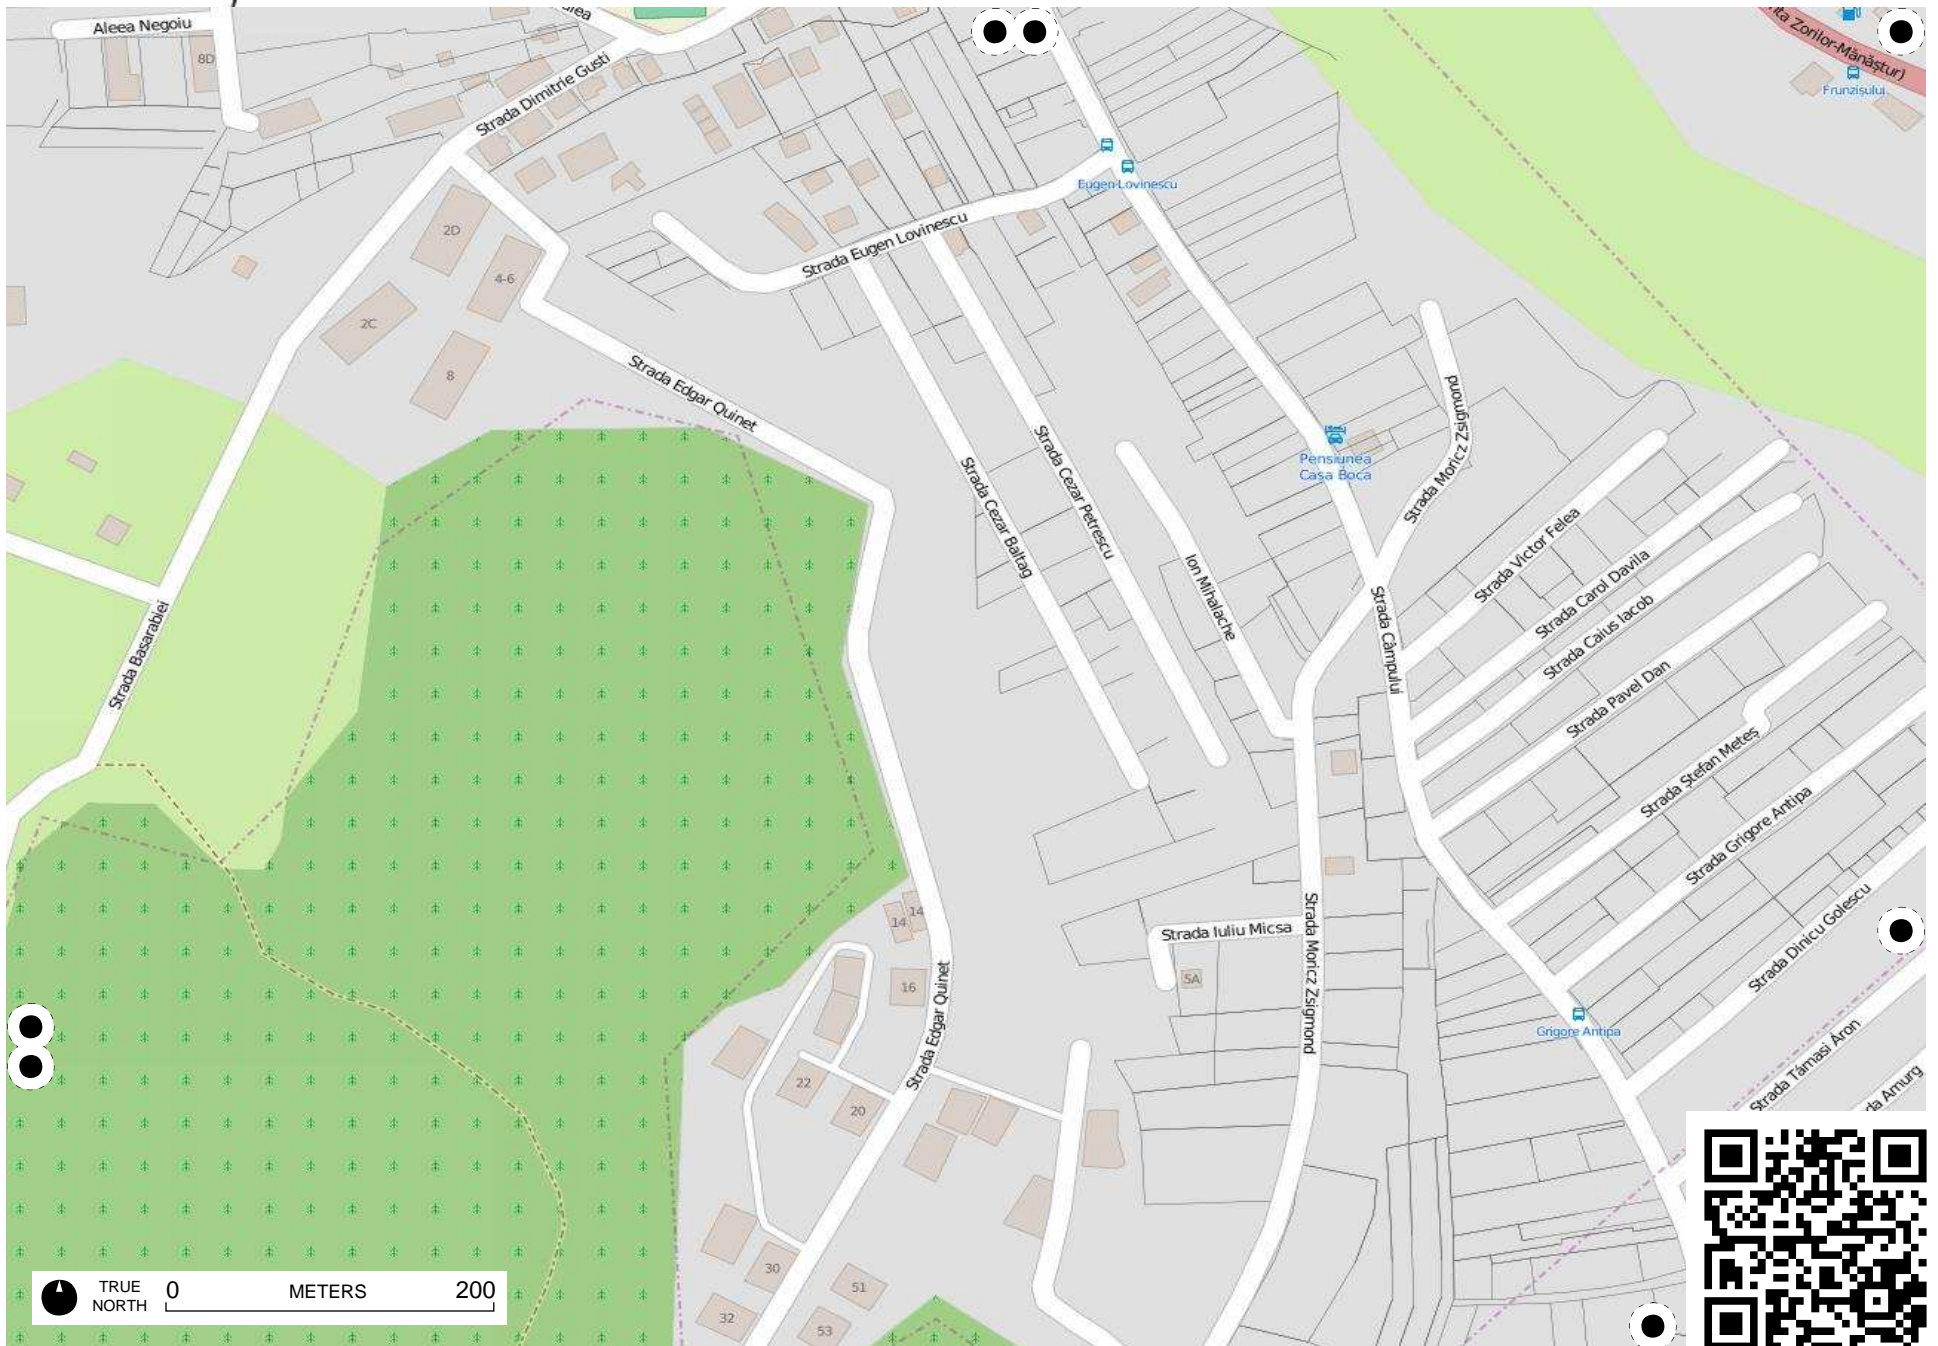 Aleea Negoiu
8D
Strada Dimitrie Gusti
Zorilor-Mănăștur)
Frunzișului
Eugen Lovinescu
2D
4-6
Strada Eugen Lovinescu
2C
8
Strada Edgar Quinet
Strada Moricz Zsigmond
Pensiunea
Casa Boca
Strada Cezar Baltag
Strada Cezar Petrescu
Ion Mihalache
Strada Victor Felea
Strada Carol Davila
Strada Caius Iacob
Strada Câmpului
Strada Pavel Dan
Strada Basarabiei
Strada Ștefan Meteș
Strada Grigore Antipa
Strada Dinicu Golescu
14
14
Strada Iuliu Micsa
5A
16
Strada Edgar Quinet
Strada Moricz Zsigmond
Grigore Antipa
Strada Támasi Áron
Amurg
22
20
30
51
32
53
TRUE
NORTH
0 METERS 200